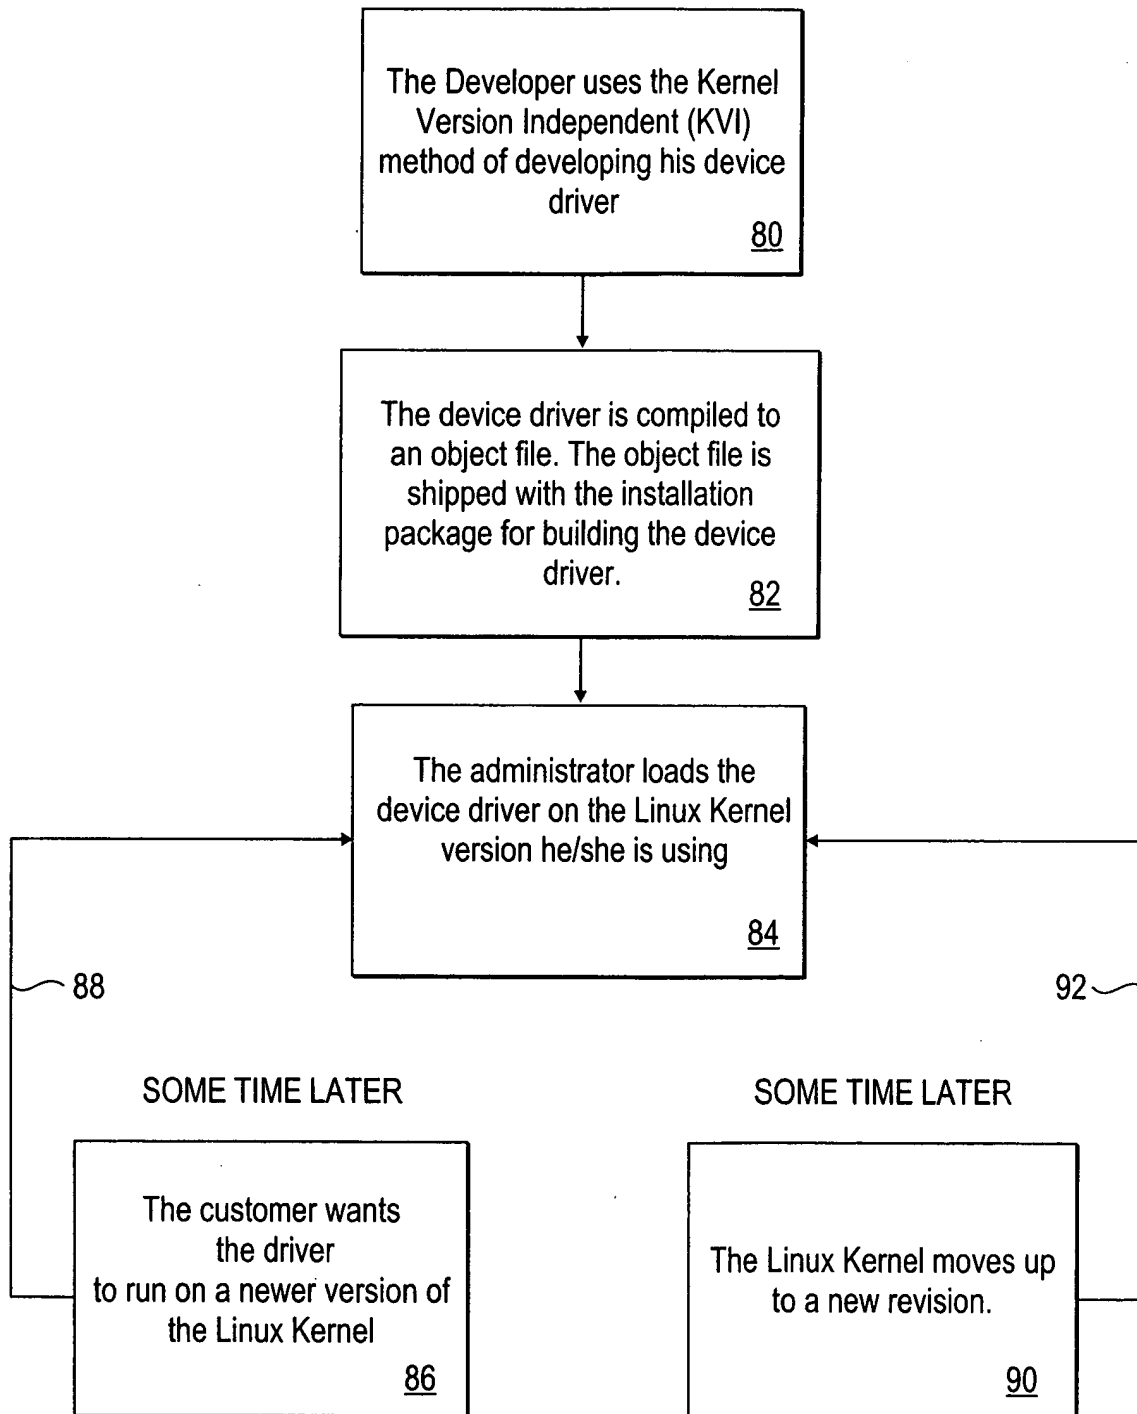 The Developer uses the Kernel
Version Independent (KVI)
method of developing his device
driver
80
The device driver is compiled to
an object file. The object file is
shipped with the installation
package for building the device
driver.
82
The administrator loads the
device driver on the Linux Kernel
version he/she is using
84
88
92
SOME TIME LATER
SOME TIME LATER
The customer wants
the driver
to run on a newer version of
the Linux Kernel
86
The Linux Kernel moves up
to a new revision.
90